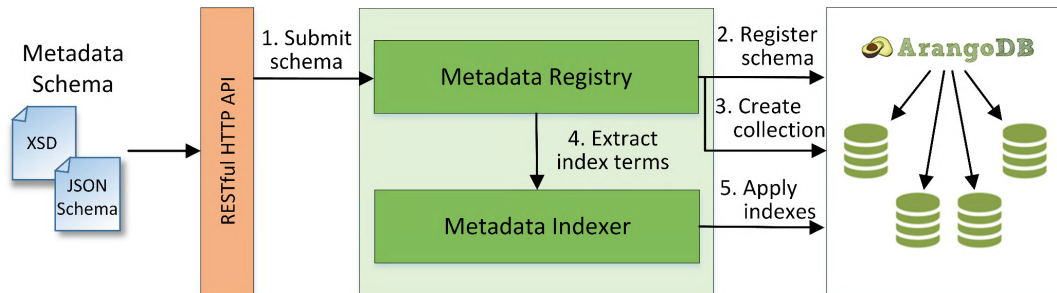 Metadata
Schema
XSD
JSON
Schema
RESTful HTTP API
1. Submit
schema
Metadata Registry
4. Extract
index terms
Metadata Indexer
2. Register
schema
3. Create
collection
5. Apply
indexes
ArangoDB